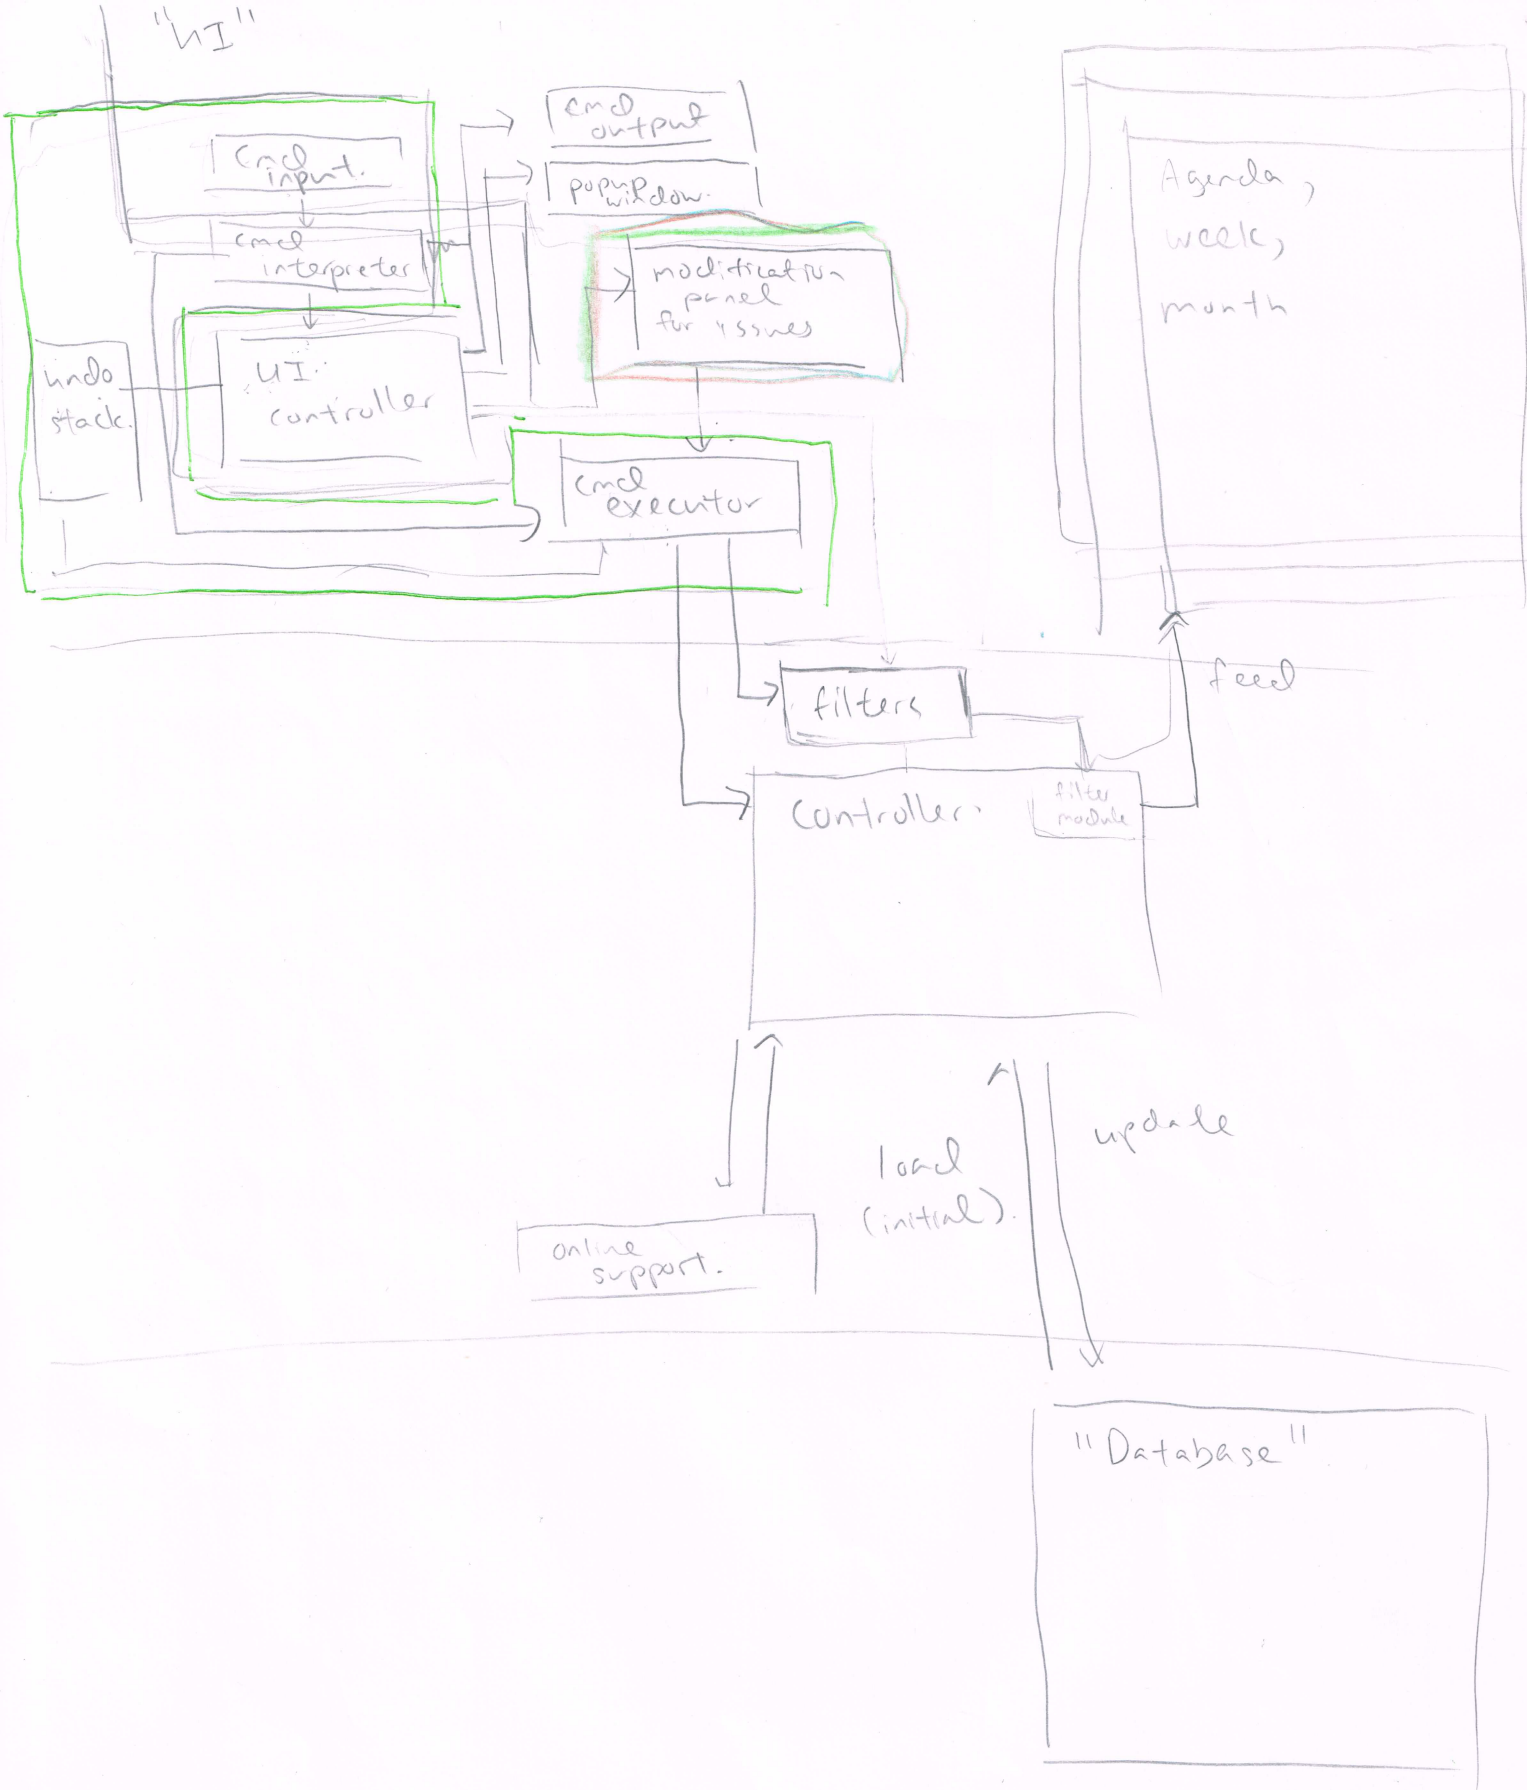 "UI"
cmd
output
cmd
input.
popup
window.
cmd
interpreter
modification
panel
for issues
Agenda,
week,
month
undo
stack.
UI
controller
cmd
executor
feed
filters
controller
filter
module
update
load
(initial).
online
support.
"Database"